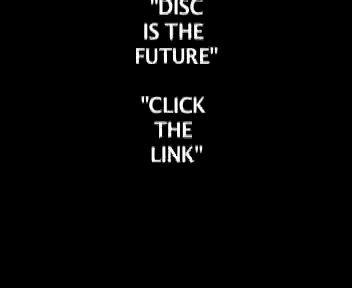 "DISC
IS THE
FUTURE"
"CLICK
THE
LINK"